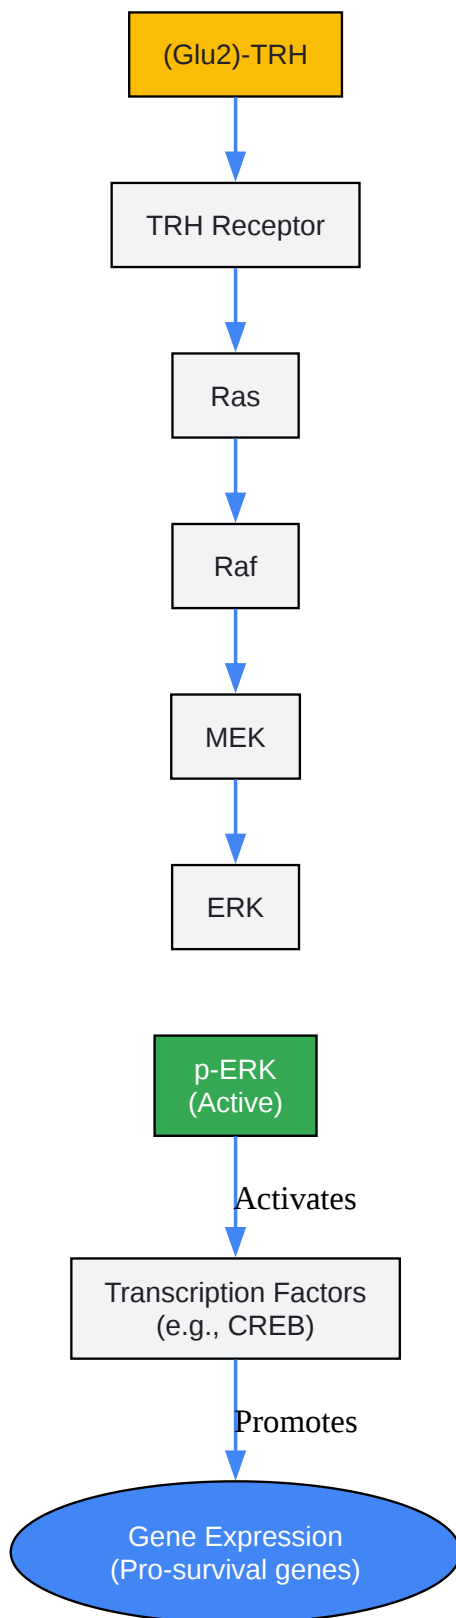 (Glu2)-TRH
TRH Receptor
Ras
Raf
MEK
ERK
p-ERK
(Active)
Activates
Transcription Factors
(e.g., CREB)
Promotes
Gene Expression
(Pro-survival genes)